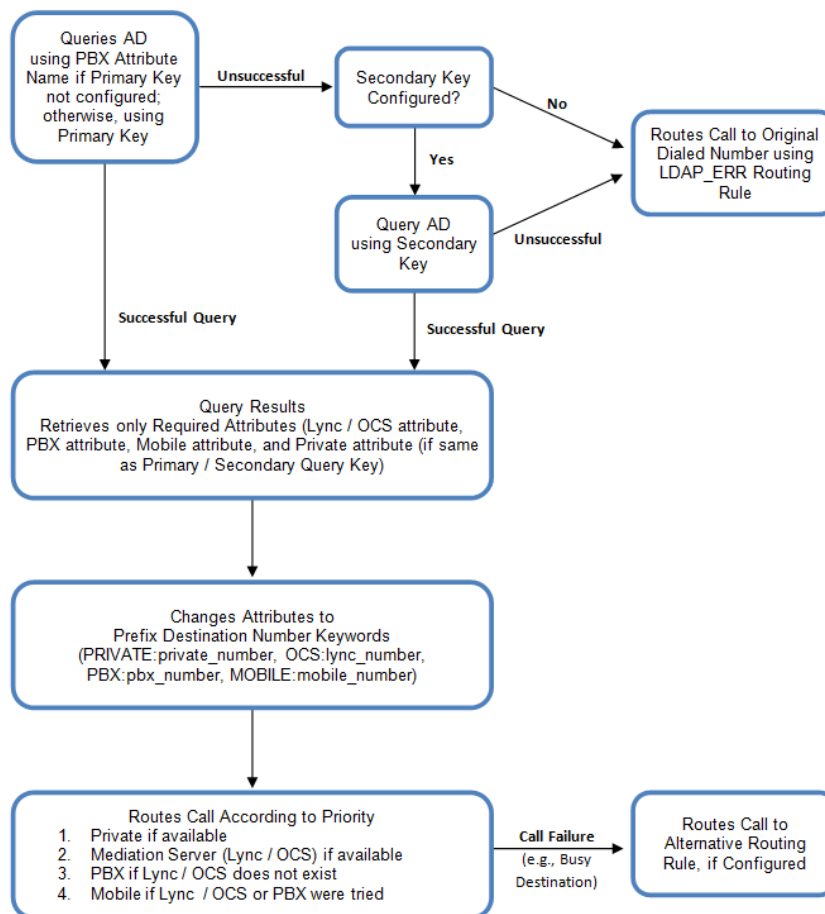 Queries AD
using PBX Attribute
Name if Primary Key
not configured;
otherwise, using
Primary Key
Unsuccessful
Secondary Key
Configured?
No
Routes Call to Original
Dialed Number using
LDAP_ERR Routing
Rule
Yes
Query AD
using Secondary
Key
Unsuccessful
Successful Query
Successful Query
Query Results
Retrieves only Required Attributes (Lync / OCS attribute,
PBX attribute, Mobile attribute, and Private attribute (if same
as Primary / Secondary Query Key)
Changes Attributes to
Prefix Destination Number Keywords
(PRIVATE:private_number, OCS:lync_number,
PBX:pbx_number, MOBILE:mobile_number)
Routes Call According to Priority
1. Private if available
2. Mediation Server (Lync / OCS) if available
3. PBX if Lync / OCS does not exist
4. Mobile if Lync / OCS or PBX were tried
Call Failure
(e.g., Busy
Destination)
Routes Call to
Alternative Routing
Rule, if Configured